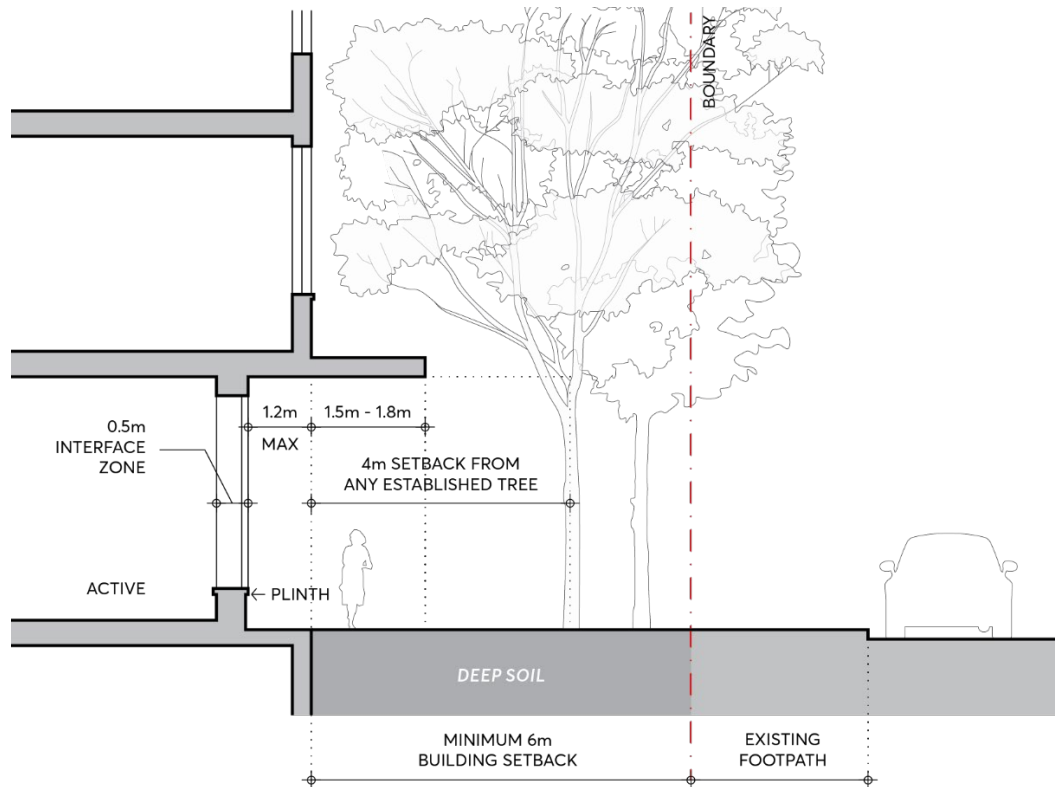 BOUNDARY
1.2m
MAX
1.5m - 1.8m
0.5m
INTERFACE
ZONE
4m SETBACK FROM
ANY ESTABLISHED TREE
ACTIVE
← PLINTH
DEEP SOIL
MINIMUM 6m
BUILDING SETBACK
EXISTING
FOOTPATH